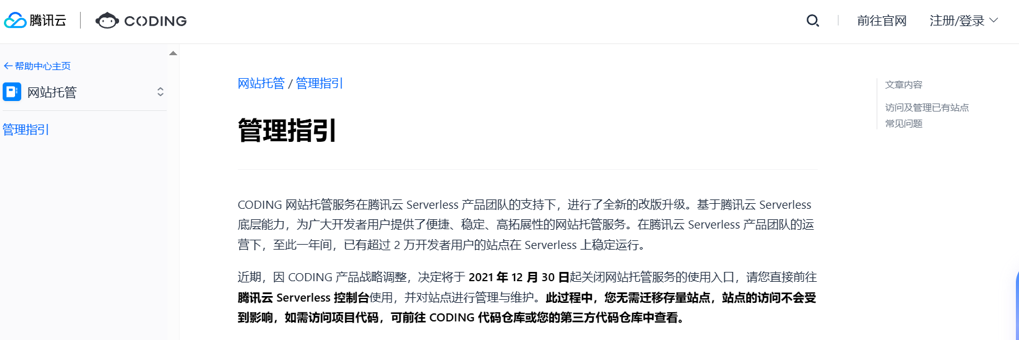 腾讯云 CODING 前往官网 注册/登录
帮助中心主页
网站托管
管理指引
网站托管 / 管理指引
管理指引
CODING 网站托管服务在腾讯云 Serverless 产品团队的支持下，进行了全新的改版升级。基于腾讯云 Serverless
底层能力，为广大开发者用户提供了便捷、稳定、高拓展性的网站托管服务。在腾讯云 Serverless 产品团队的运
营下，至此一年间，已有超过 2 万开发者用户的站点在 Serverless 上稳定运行。
近期，因 CODING 产品战略调整，决定将于 2021 年 12 月 30 日起关闭网站托管服务的使用入口，请您直接前往
腾讯云 Serverless 控制台使用，并对站点进行管理与维护。此过程中，您无需迁移存量站点，站点的访问不会受
到影响，如需访问项目代码，可前往 CODING 代码仓库或您的第三方代码仓库中查看。
文章内容
访问及管理已有站点
常见问题